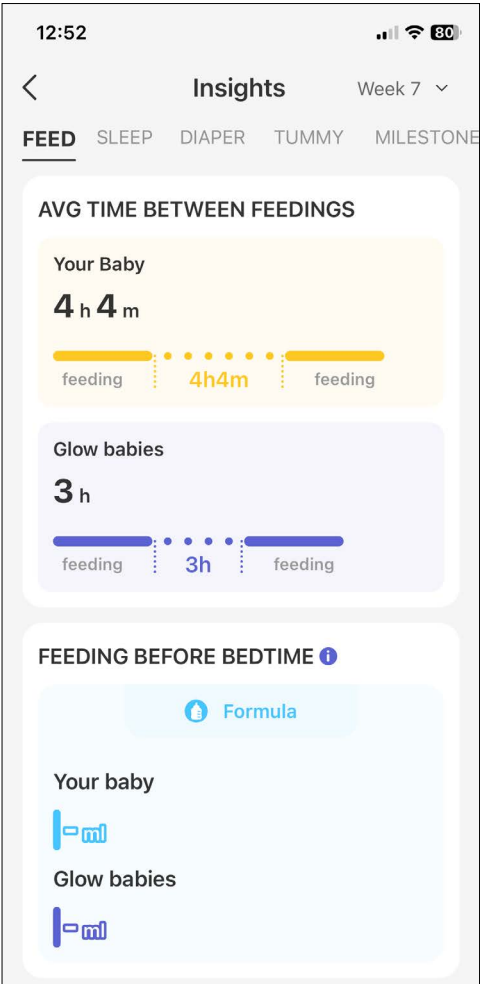 12:52
80
Insights
Week 7
FEED SLEEP DIAPER TUMMY MILESTONE
AVG TIME BETWEEN FEEDINGS
Your Baby
4 h 4 m
feeding 4h4m feeding
Glow babies
3 h
feeding 3h feeding
FEEDING BEFORE BEDTIME
Formula
Your baby
- ml
Glow babies
- ml